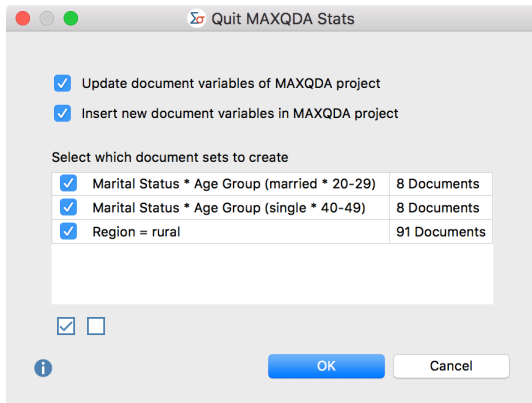 Quit MAXQDA Stats
Update document variables of MAXQDA project
Insert new document variables in MAXQDA project
Select which document sets to create
Marital Status * Age Group (married * 20-29) 8 Documents
Marital Status * Age Group (single * 40-49) 8 Documents
Region = rural 91 Documents
OK Cancel